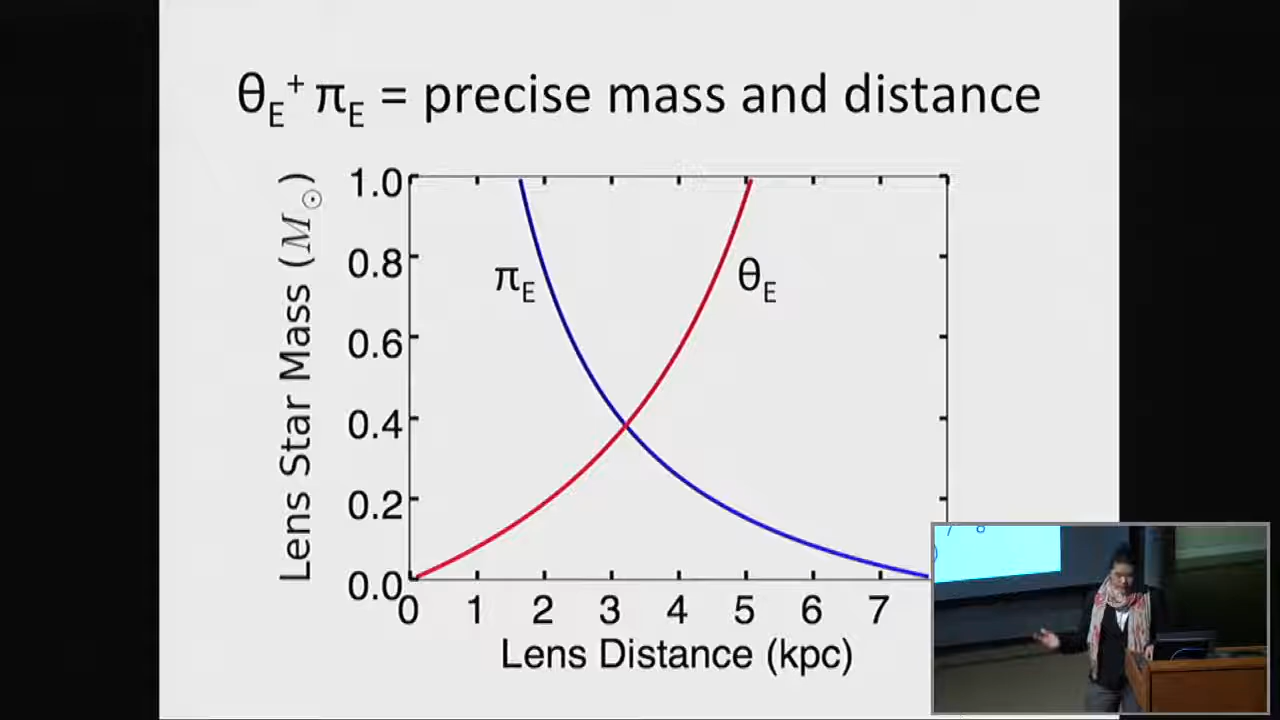 θE + πE = precise mass and distance
Lens Star Mass (M☉)
1.0
0.8
0.6
0.4
0.2
0.0
πE
θE
0 1 2 3 4 5 6 7
Lens Distance (kpc)